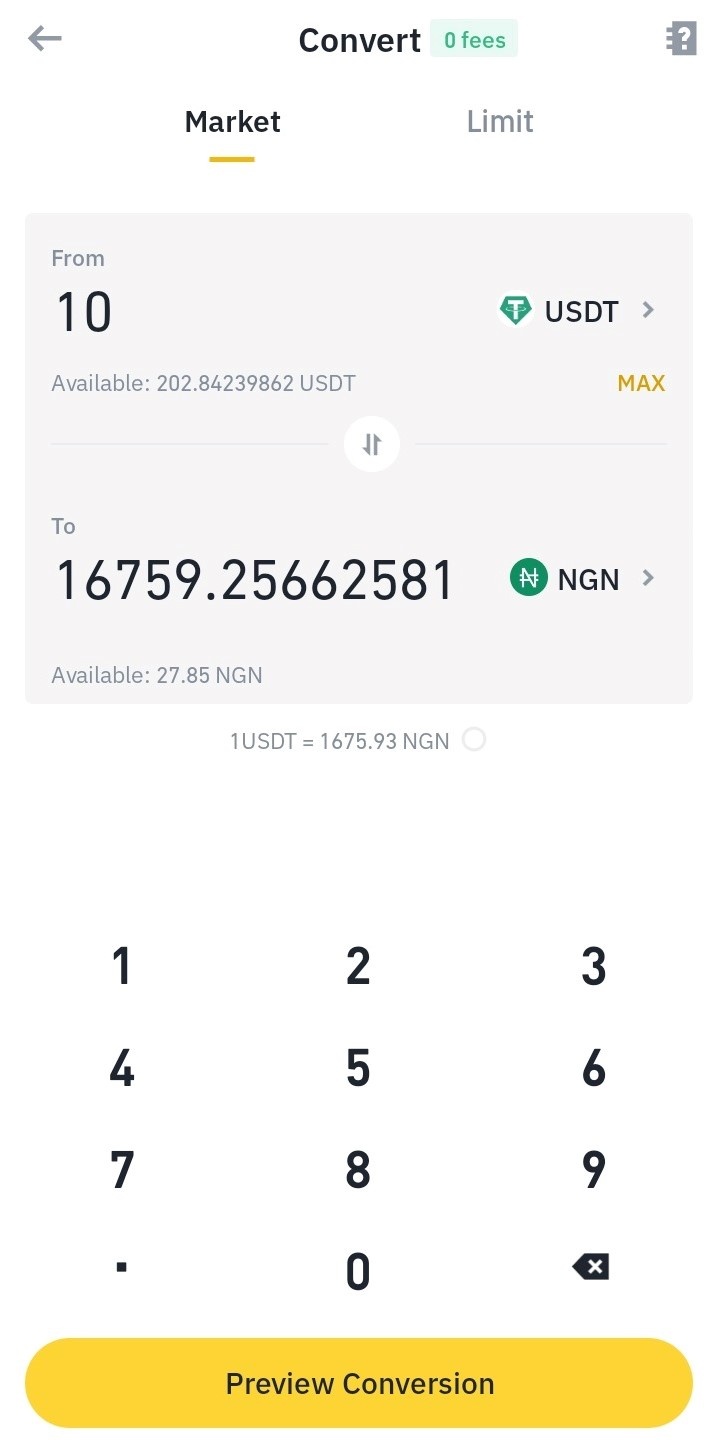 Convert 0 fees
Market Limit
From
10 USDT
Available: 202.84239862 USDT MAX
To
16759.25662581 NGN
Available: 27.85 NGN
1USDT = 1675.93 NGN
1 2 3
4 5 6
7 8 9
. 0
Preview Conversion